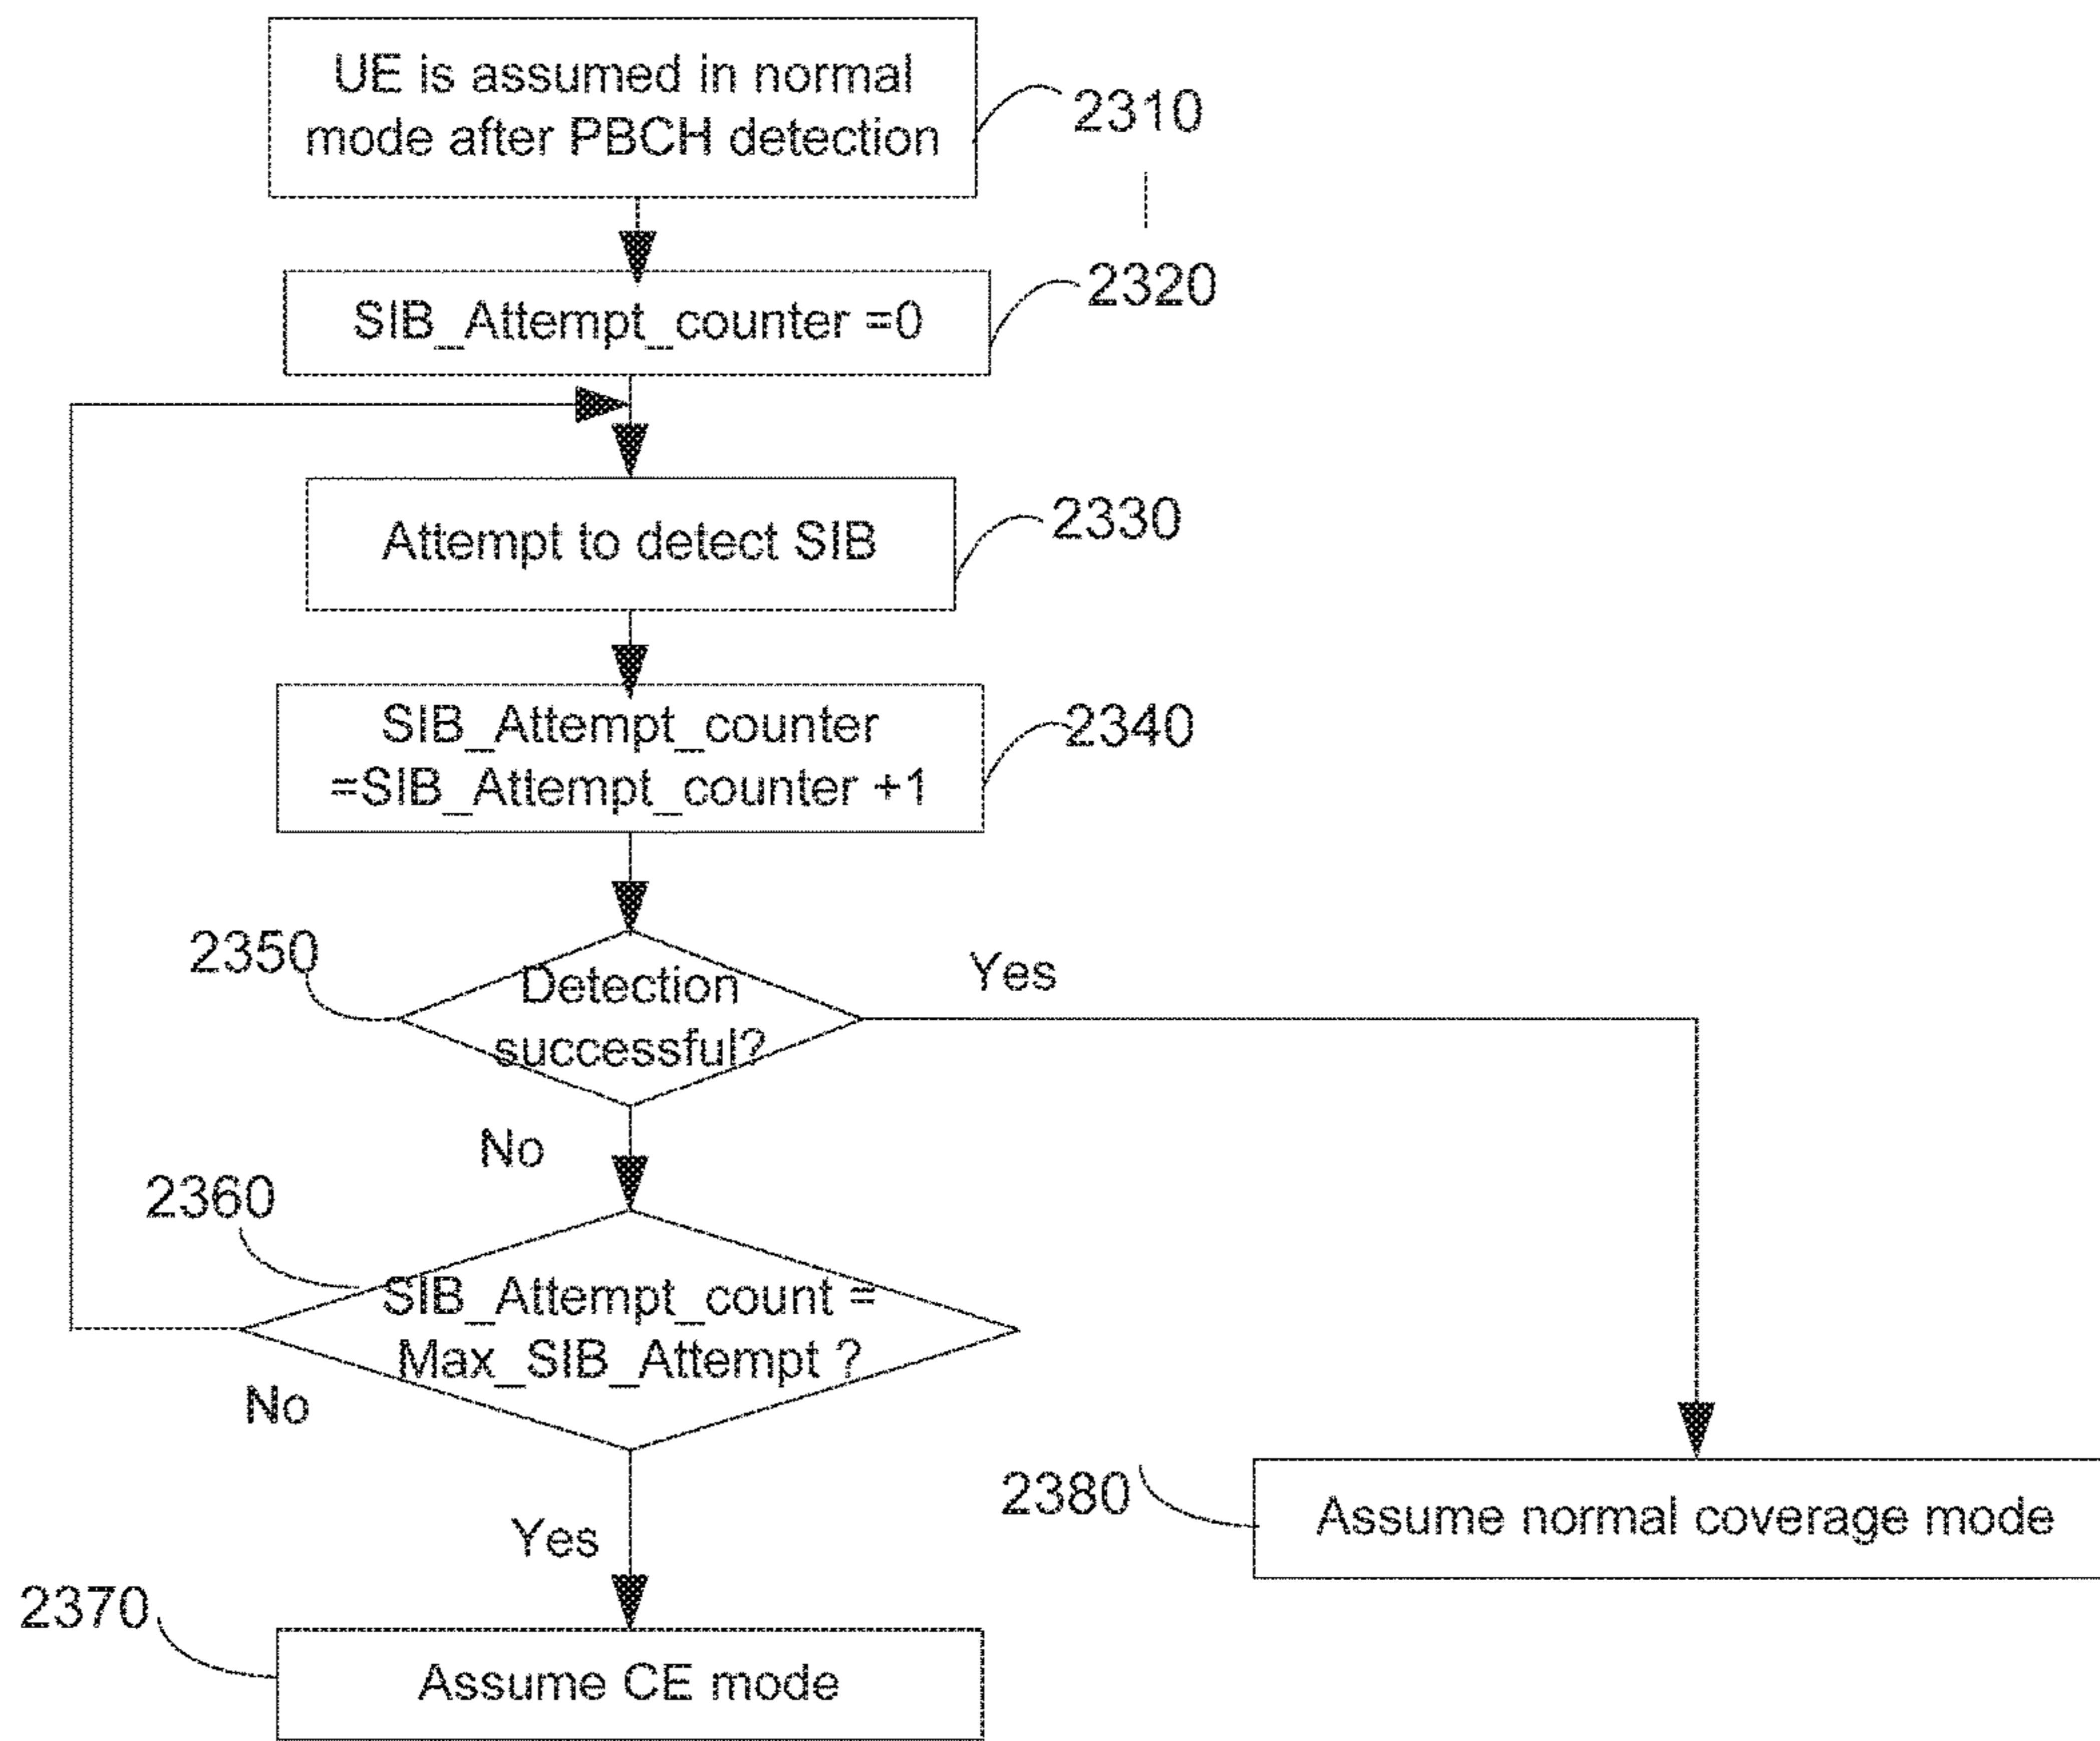 UE is assumed in normal
mode after PBCH detection
2310
SIB_Attempt_counter =0
2320
Attempt to detect SIB
2330
SIB_Attempt_counter
=SIB_Attempt_counter +1
2340
2350
Detection
successful?
Yes
No
2360
SIB_Attempt_count =
Max_SIB_Attempt ?
No
Yes
2380
Assume normal coverage mode
2370
Assume CE mode